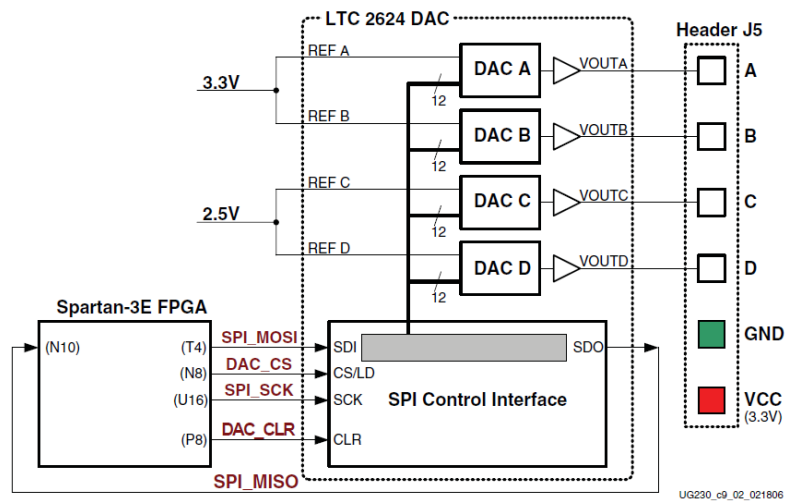 LTC 2624 DAC
Header J5
REF A
3.3V
12
DAC A
VOUTA
A
REF B
12
DAC B
VOUTB
B
REF C
2.5V
12
DAC C
VOUTC
C
REF D
12
DAC D
VOUTD
D
Spartan-3E FPGA
GND
(N10)
(T4)
SPI_MOSI
SDI
SDO
(N8)
DAC_CS
CS/LD
(U16)
SPI_SCK
SCK
SPI Control Interface
VCC
(3.3V)
(P8)
DAC_CLR
CLR
SPI_MISO
UG230_c9_02_021806